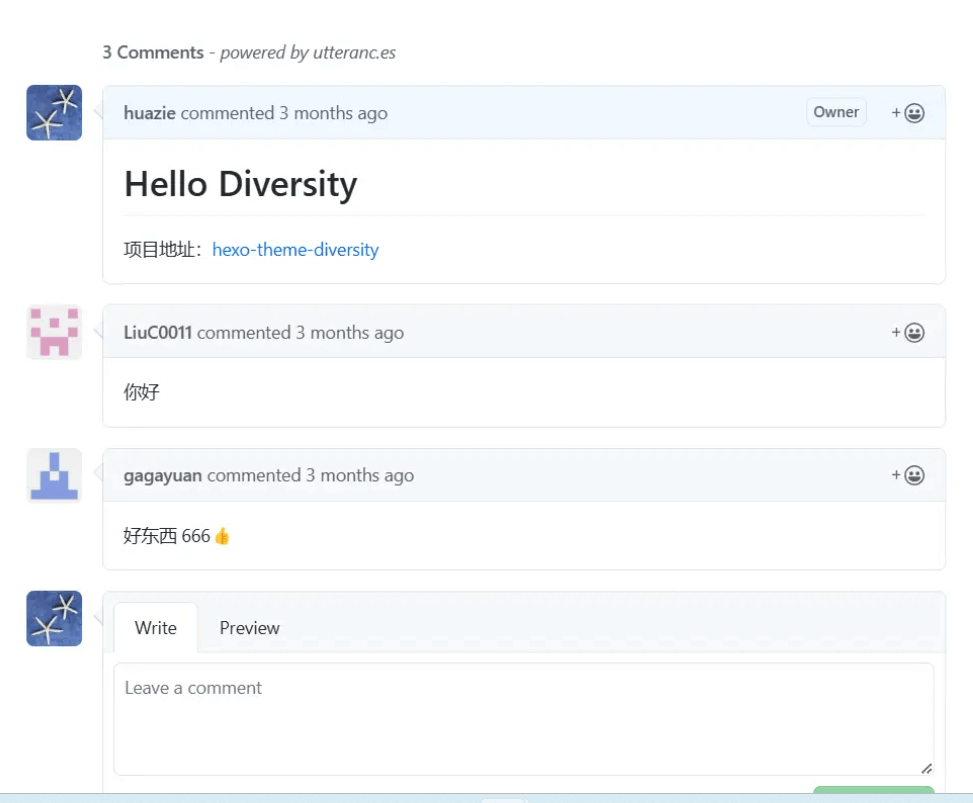 3 Comments - powered by utteranc.es
huazie commented 3 months ago Owner +
Hello Diversity
项目地址：hexo-theme-diversity
LiuC0011 commented 3 months ago +
你好
gagayuan commented 3 months ago +
好东西 666👍
Write Preview
Leave a comment